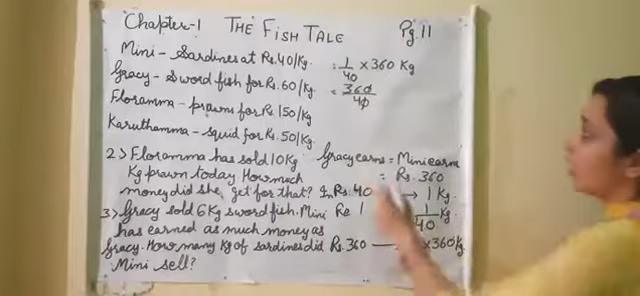 Chapter-1 THE FISH TALE Pg.11
Mini - Sardines at Rs.40/Kg.
Gracy - Sword fish for Rs.60/Kg.
Floramma - prawns for Rs 150/Kg
Karuthamma - Squid for Rs.50/Kg.
= 1/40 × 360 Kg
= 360/40
2> Floramma has sold 10Kg
Kg prawn today How much
money did she get for that?
3> Gracy sold 6Kg sword fish. Mini
has earned as much money as
Gracy. How many Kg of sardines did
Mini sell?
Gracy earns = Mini earn
= Rs. 360
In Rs. 40 → 1 Kg.
Re 1 1/40 Kg.
Rs. 360 × 360 Kg.